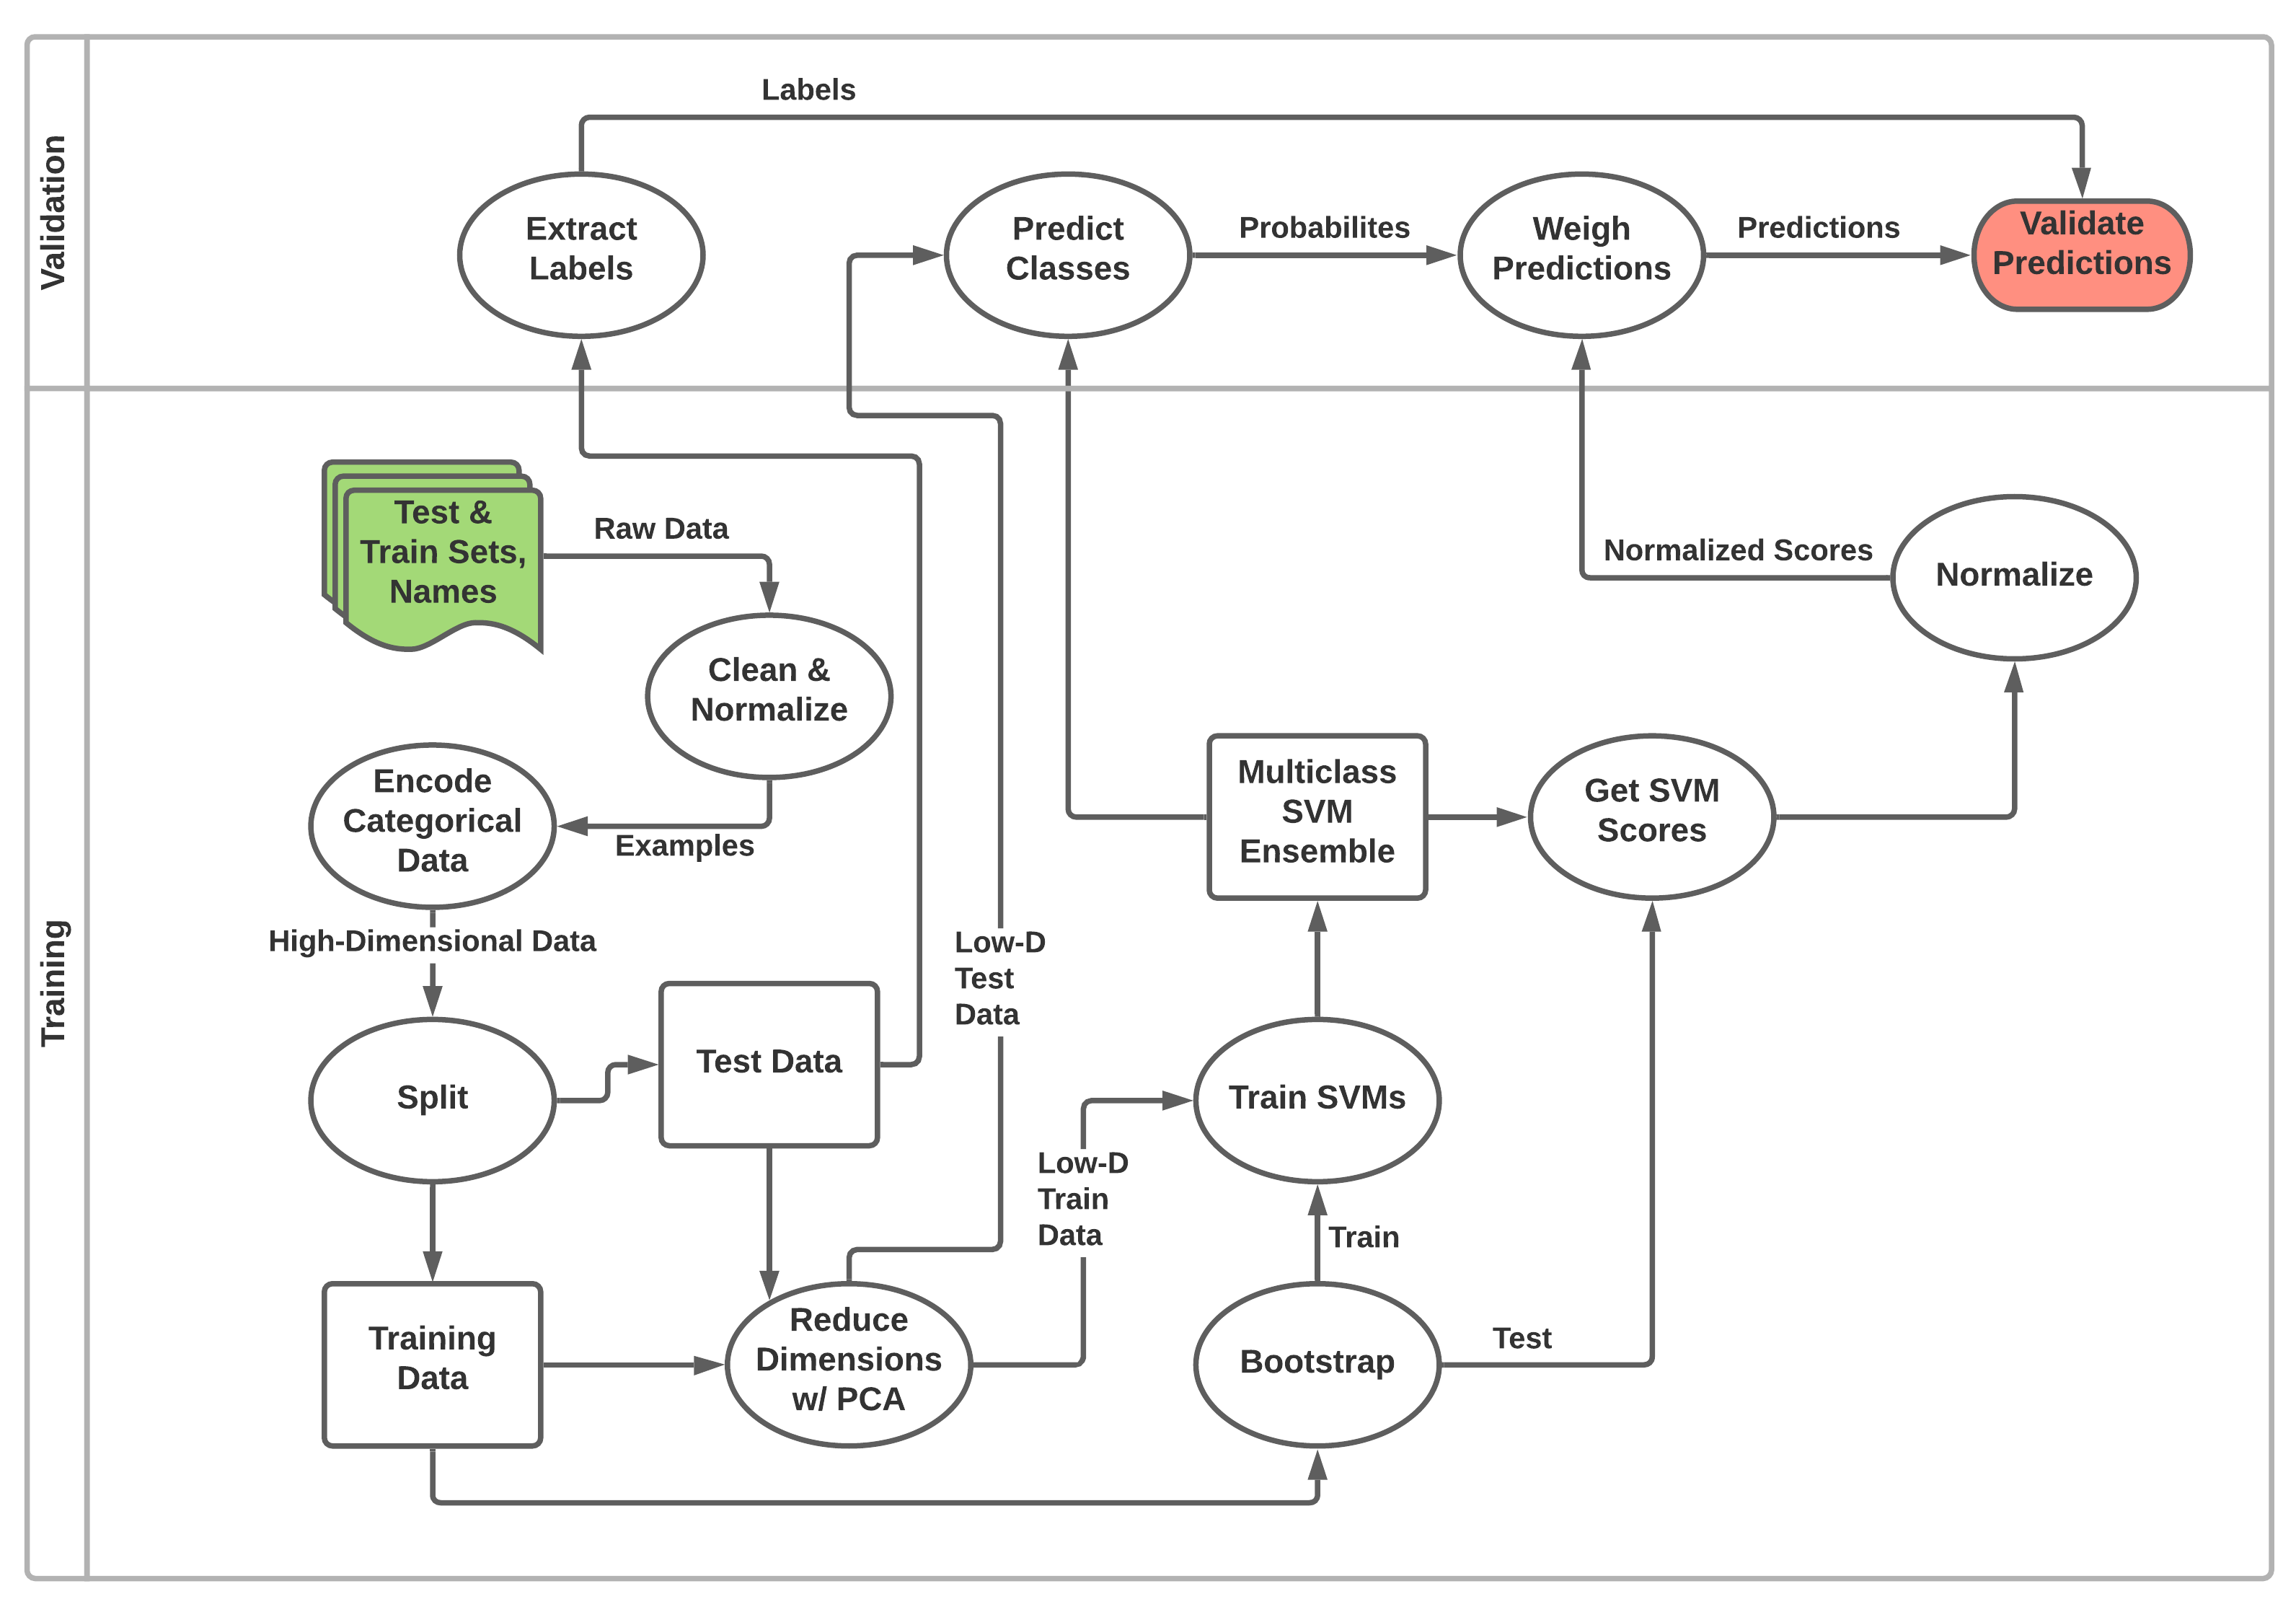 Validation
Labels
Extract
Labels
Predict
Classes
Probabilites
Weigh
Predictions
Predictions
Validate
Predictions
Training
Test &
Train Sets,
Names
Raw Data
Clean &
Normalize
Examples
Encode
Categorical
Data
High-Dimensional Data
Split
Test Data
Training
Data
Reduce
Dimensions
w/ PCA
Low-D
Test
Data
Low-D
Train
Data
Bootstrap
Train
Test
Train SVMs
Multiclass
SVM
Ensemble
Get SVM
Scores
Normalize
Normalized Scores